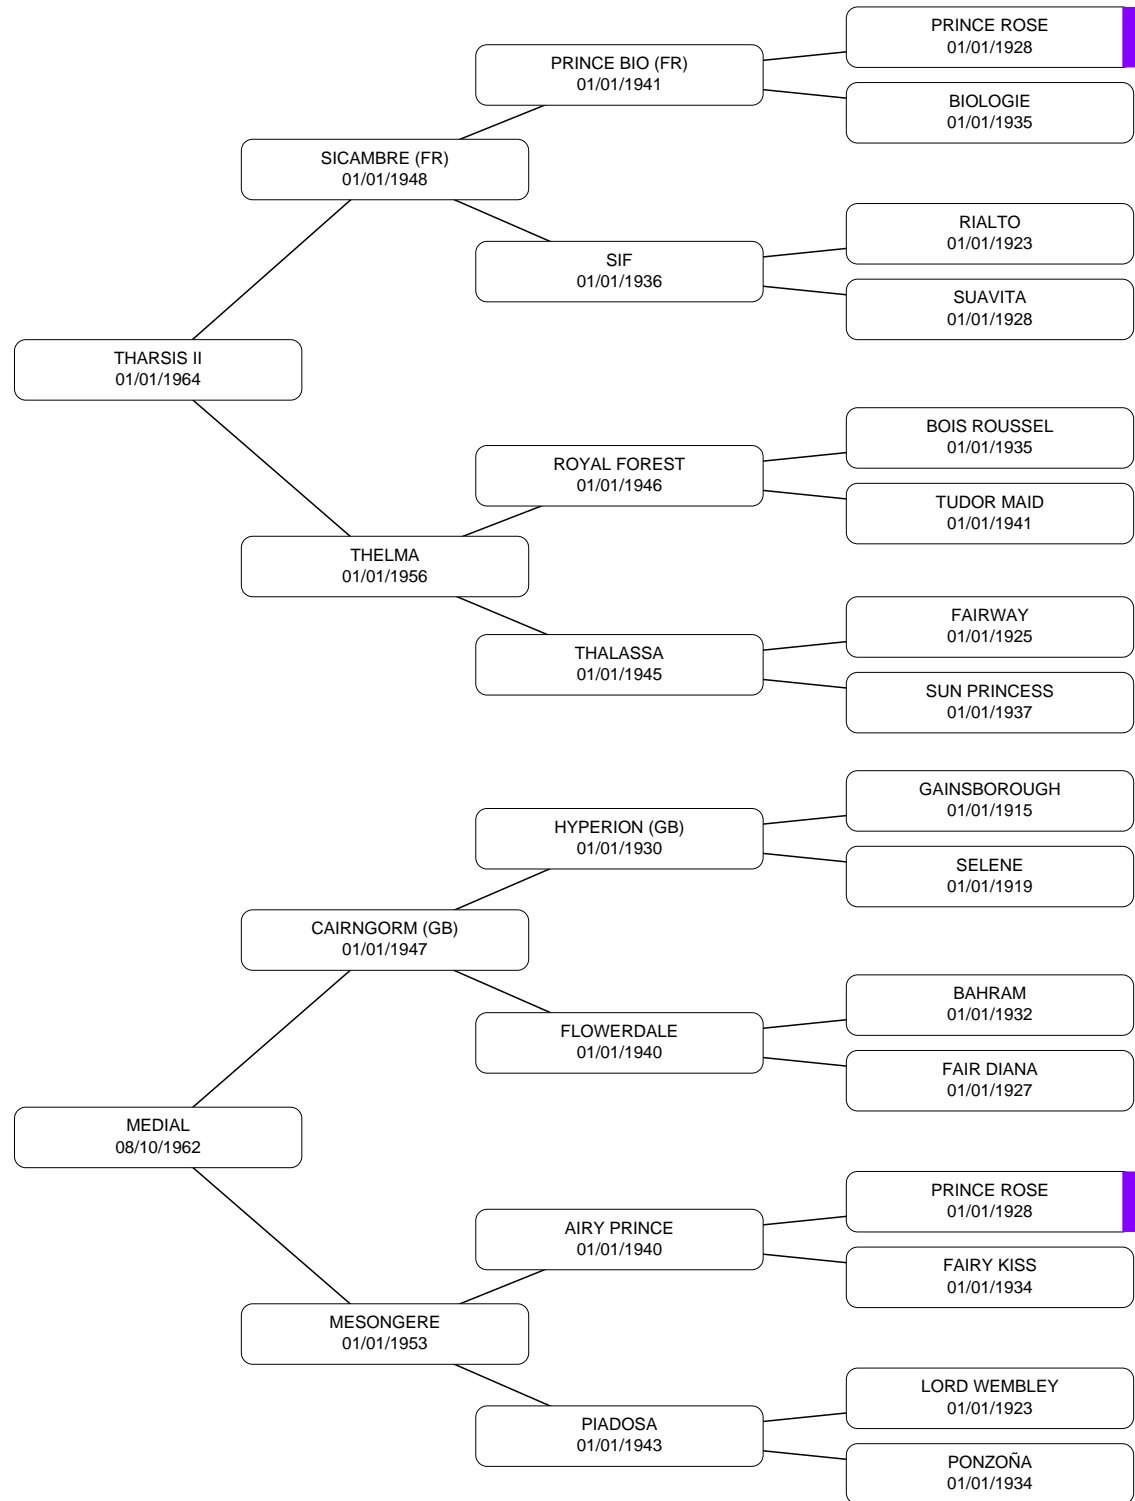 PRINCE ROSE
01/01/1928
PRINCE BIO (FR)
01/01/1941
BIOLOGIE
01/01/1935
SICAMBRE (FR)
01/01/1948
RIALTO
01/01/1923
SIF
01/01/1936
SUAVITA
01/01/1928
THARSIS II
01/01/1964
BOIS ROUSSEL
01/01/1935
ROYAL FOREST
01/01/1946
TUDOR MAID
01/01/1941
THELMA
01/01/1956
FAIRWAY
01/01/1925
THALASSA
01/01/1945
SUN PRINCESS
01/01/1937
GAINSBOROUGH
01/01/1915
HYPERION (GB)
01/01/1930
SELENE
01/01/1919
CAIRNGORM (GB)
01/01/1947
BAHRAM
01/01/1932
FLOWERDALE
01/01/1940
FAIR DIANA
01/01/1927
MEDIAL
08/10/1962
PRINCE ROSE
01/01/1928
AIRY PRINCE
01/01/1940
FAIRY KISS
01/01/1934
MESONGERE
01/01/1953
LORD WEMBLEY
01/01/1923
PIADOSA
01/01/1943
PONZOÑA
01/01/1934